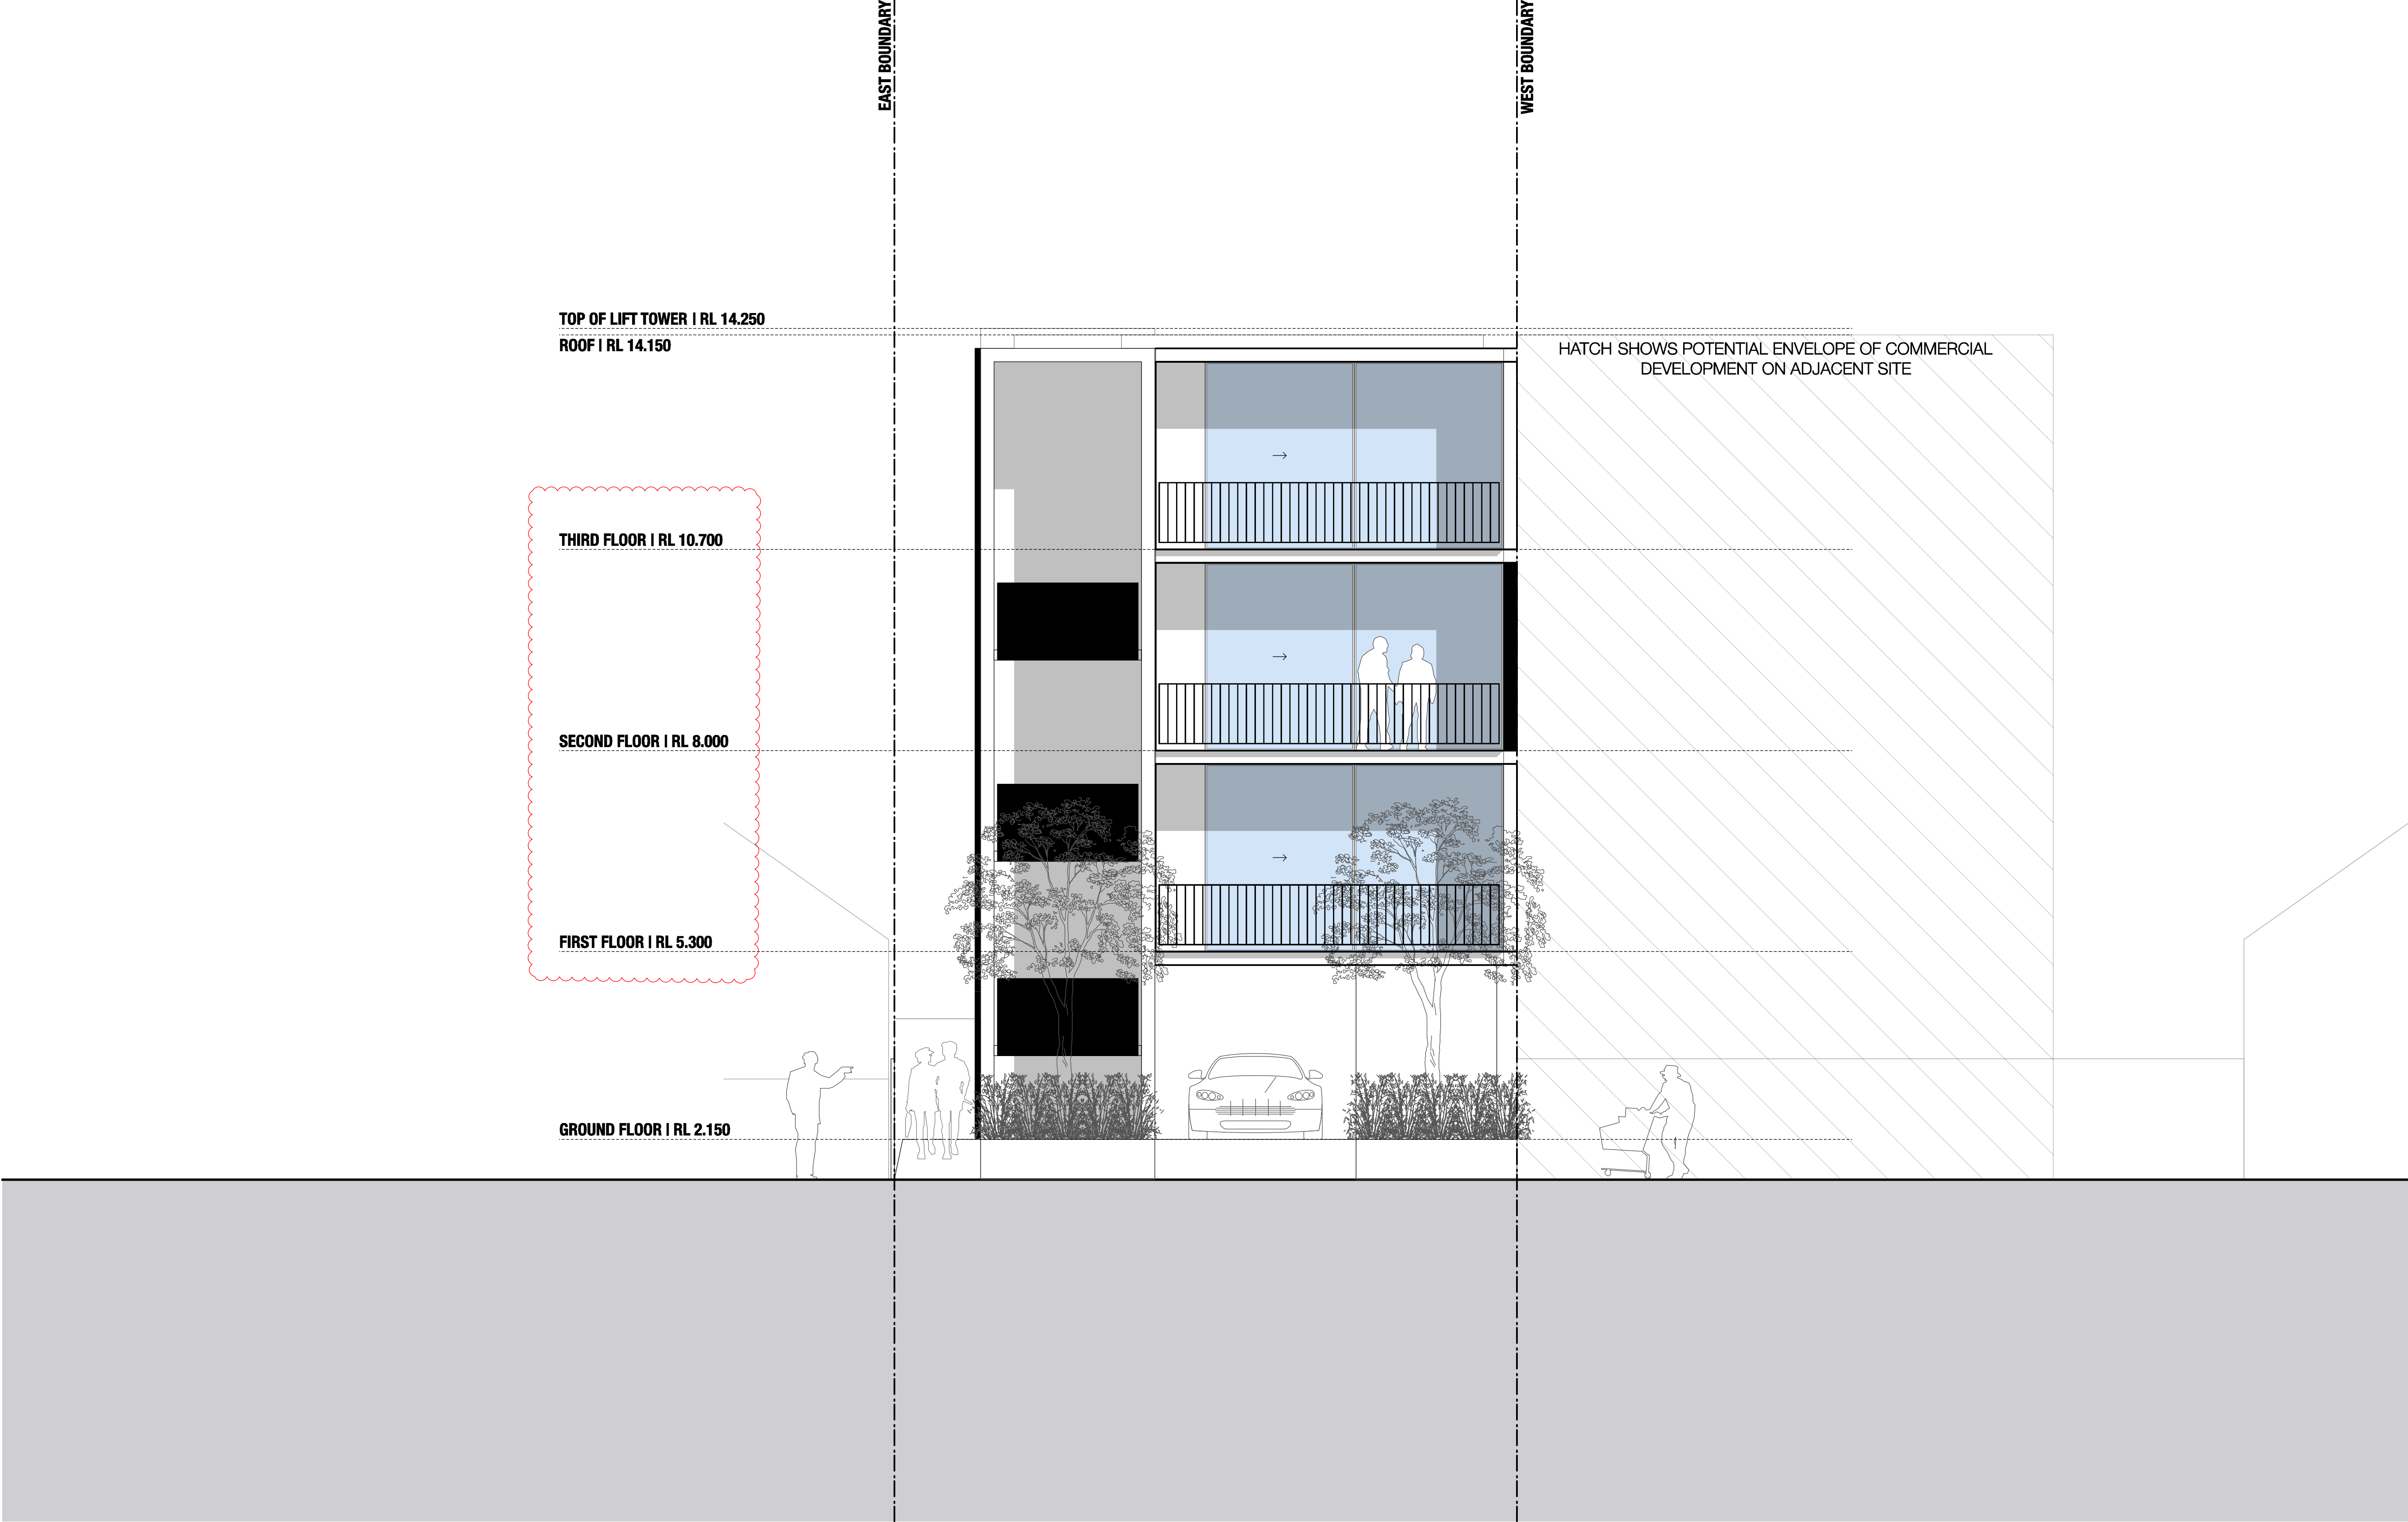 EAST BOUNDARY
WEST BOUNDARY
TOP OF LIFT TOWER | RL 14.250
ROOF | RL 14.150
HATCH SHOWS POTENTIAL ENVELOPE OF COMMERCIAL
DEVELOPMENT ON ADJACENT SITE
THIRD FLOOR | RL 10.700
SECOND FLOOR | RL 8.000
FIRST FLOOR | RL 5.300
GROUND FLOOR | RL 2.150